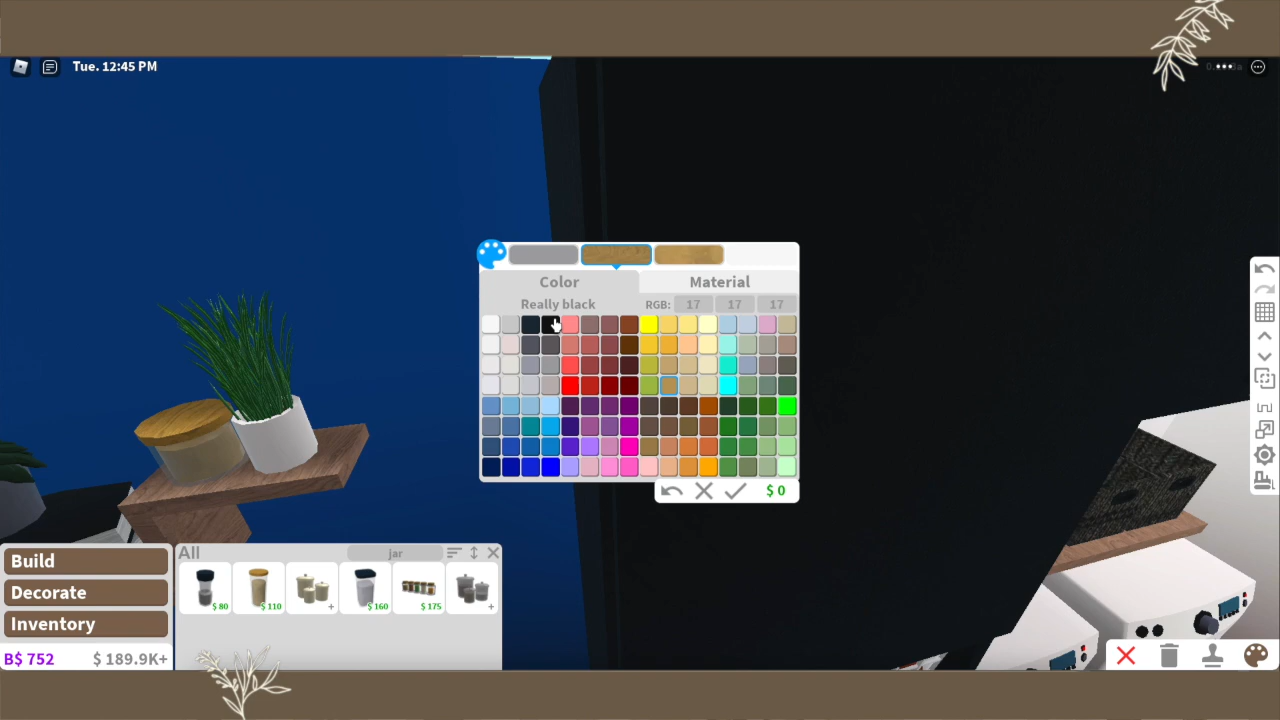 Tue. 12:45 PM
Color
Material
Really black
RGB: 17 17 17
$ 0
Build
Decorate
Inventory
B$ 752
$ 189.9K+
All
jar
$ 80
$ 110
+
$ 160
$ 175
+